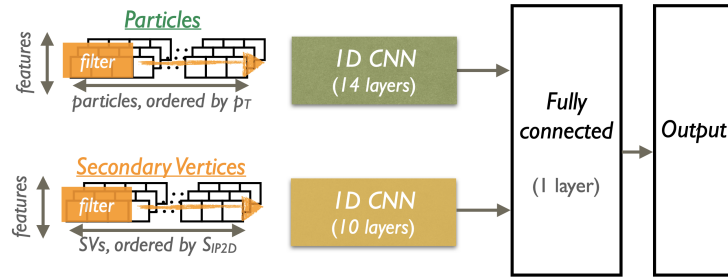 Particles
features
filter
particles, ordered by pT
1D CNN
(14 layers)
Secondary Vertices
features
filter
SVs, ordered by SIP2D
1D CNN
(10 layers)
Fully
connected
(1 layer)
Output